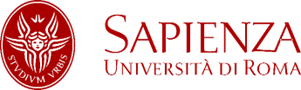 STVDIVM VRBIS
SAPIENZA
UNIVERSITÀ DI ROMA